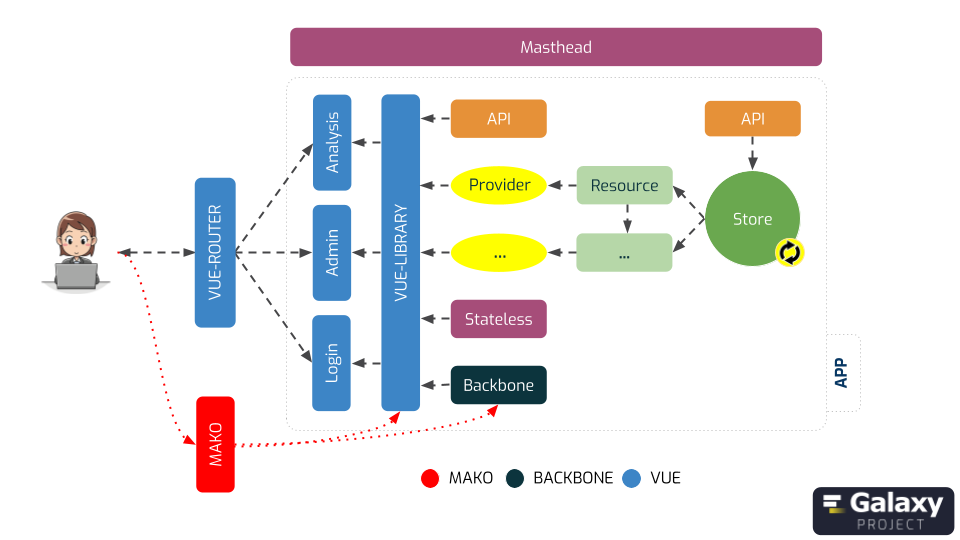 Masthead
API
API
Analysis
Provider
Resource
Store
VUE-ROUTER
Admin
VUE-LIBRARY
...
...
Stateless
Login
Backbone
APP
MAKO
MAKO
BACKBONE
VUE
Galaxy
PROJECT